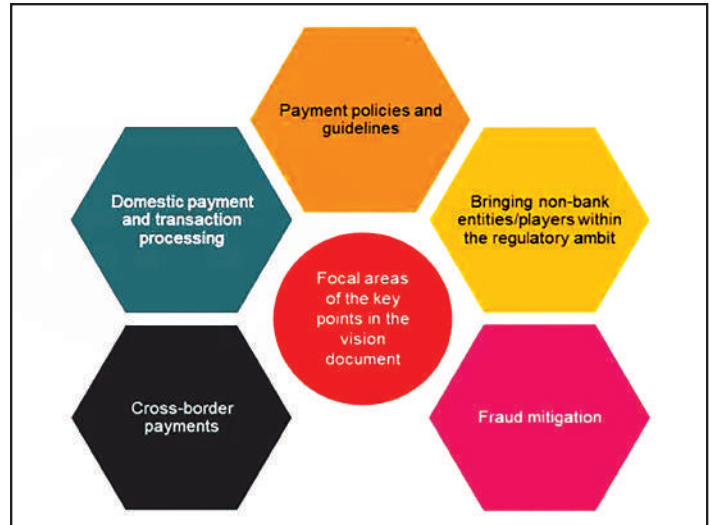 Payment policies and
guidelines
Domestic payment
and transaction
processing
Bringing non-bank
entities/players within
the regulatory ambit
Focal areas
of the key
points in the
vision
document
Cross-border
payments
Fraud mitigation